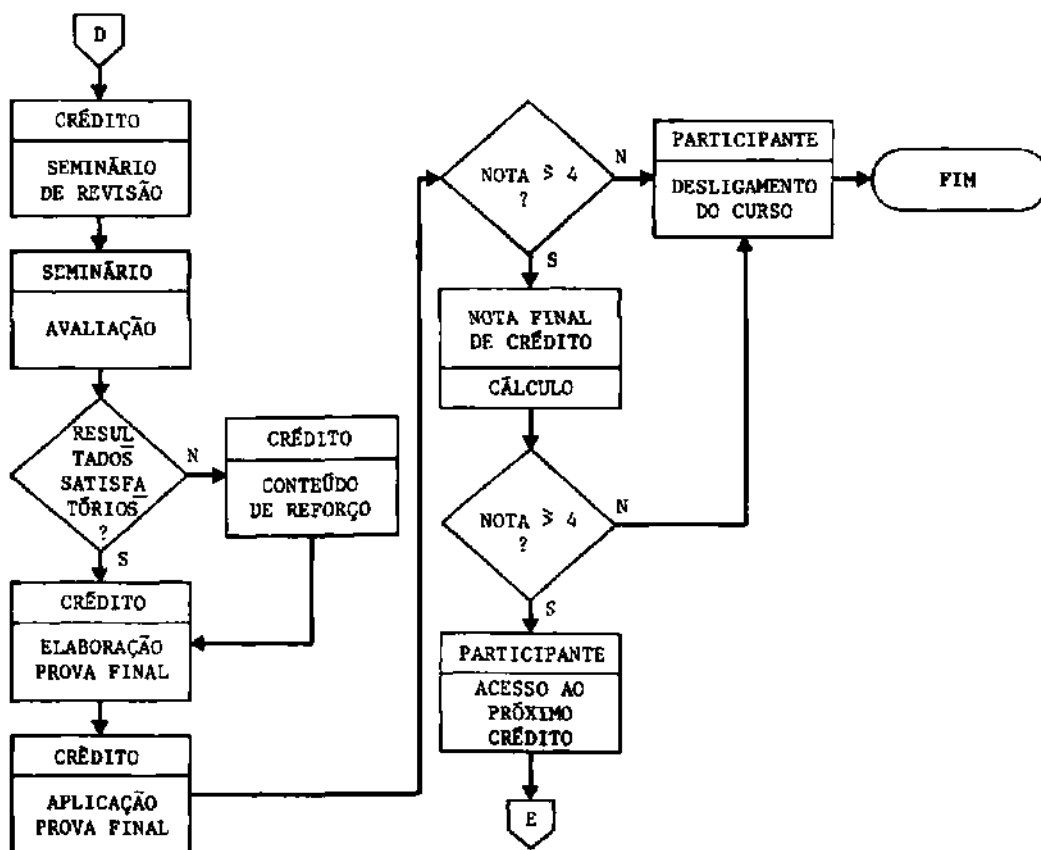 D
CRÉDITO
SEMINÁRIO
DE REVISÃO
SEMINÁRIO
AVALIAÇÃO
RESUL
TADOS
SATISFA
TÓRIOS
?
N
S
CRÉDITO
CONTEÚDO
DE REFORÇO
CRÉDITO
ELABORAÇÃO
PROVA FINAL
CRÉDITO
APLICAÇÃO
PROVA FINAL
NOTA ≥ 4
?
N
S
NOTA FINAL
DE CRÉDITO
CÁLCULO
NOTA ≥ 4
?
N
S
PARTICIPANTE
ACESSO AO
PRÓXIMO
CRÉDITO
E
PARTICIPANTE
DESLIGAMENTO
DO CURSO
FIM